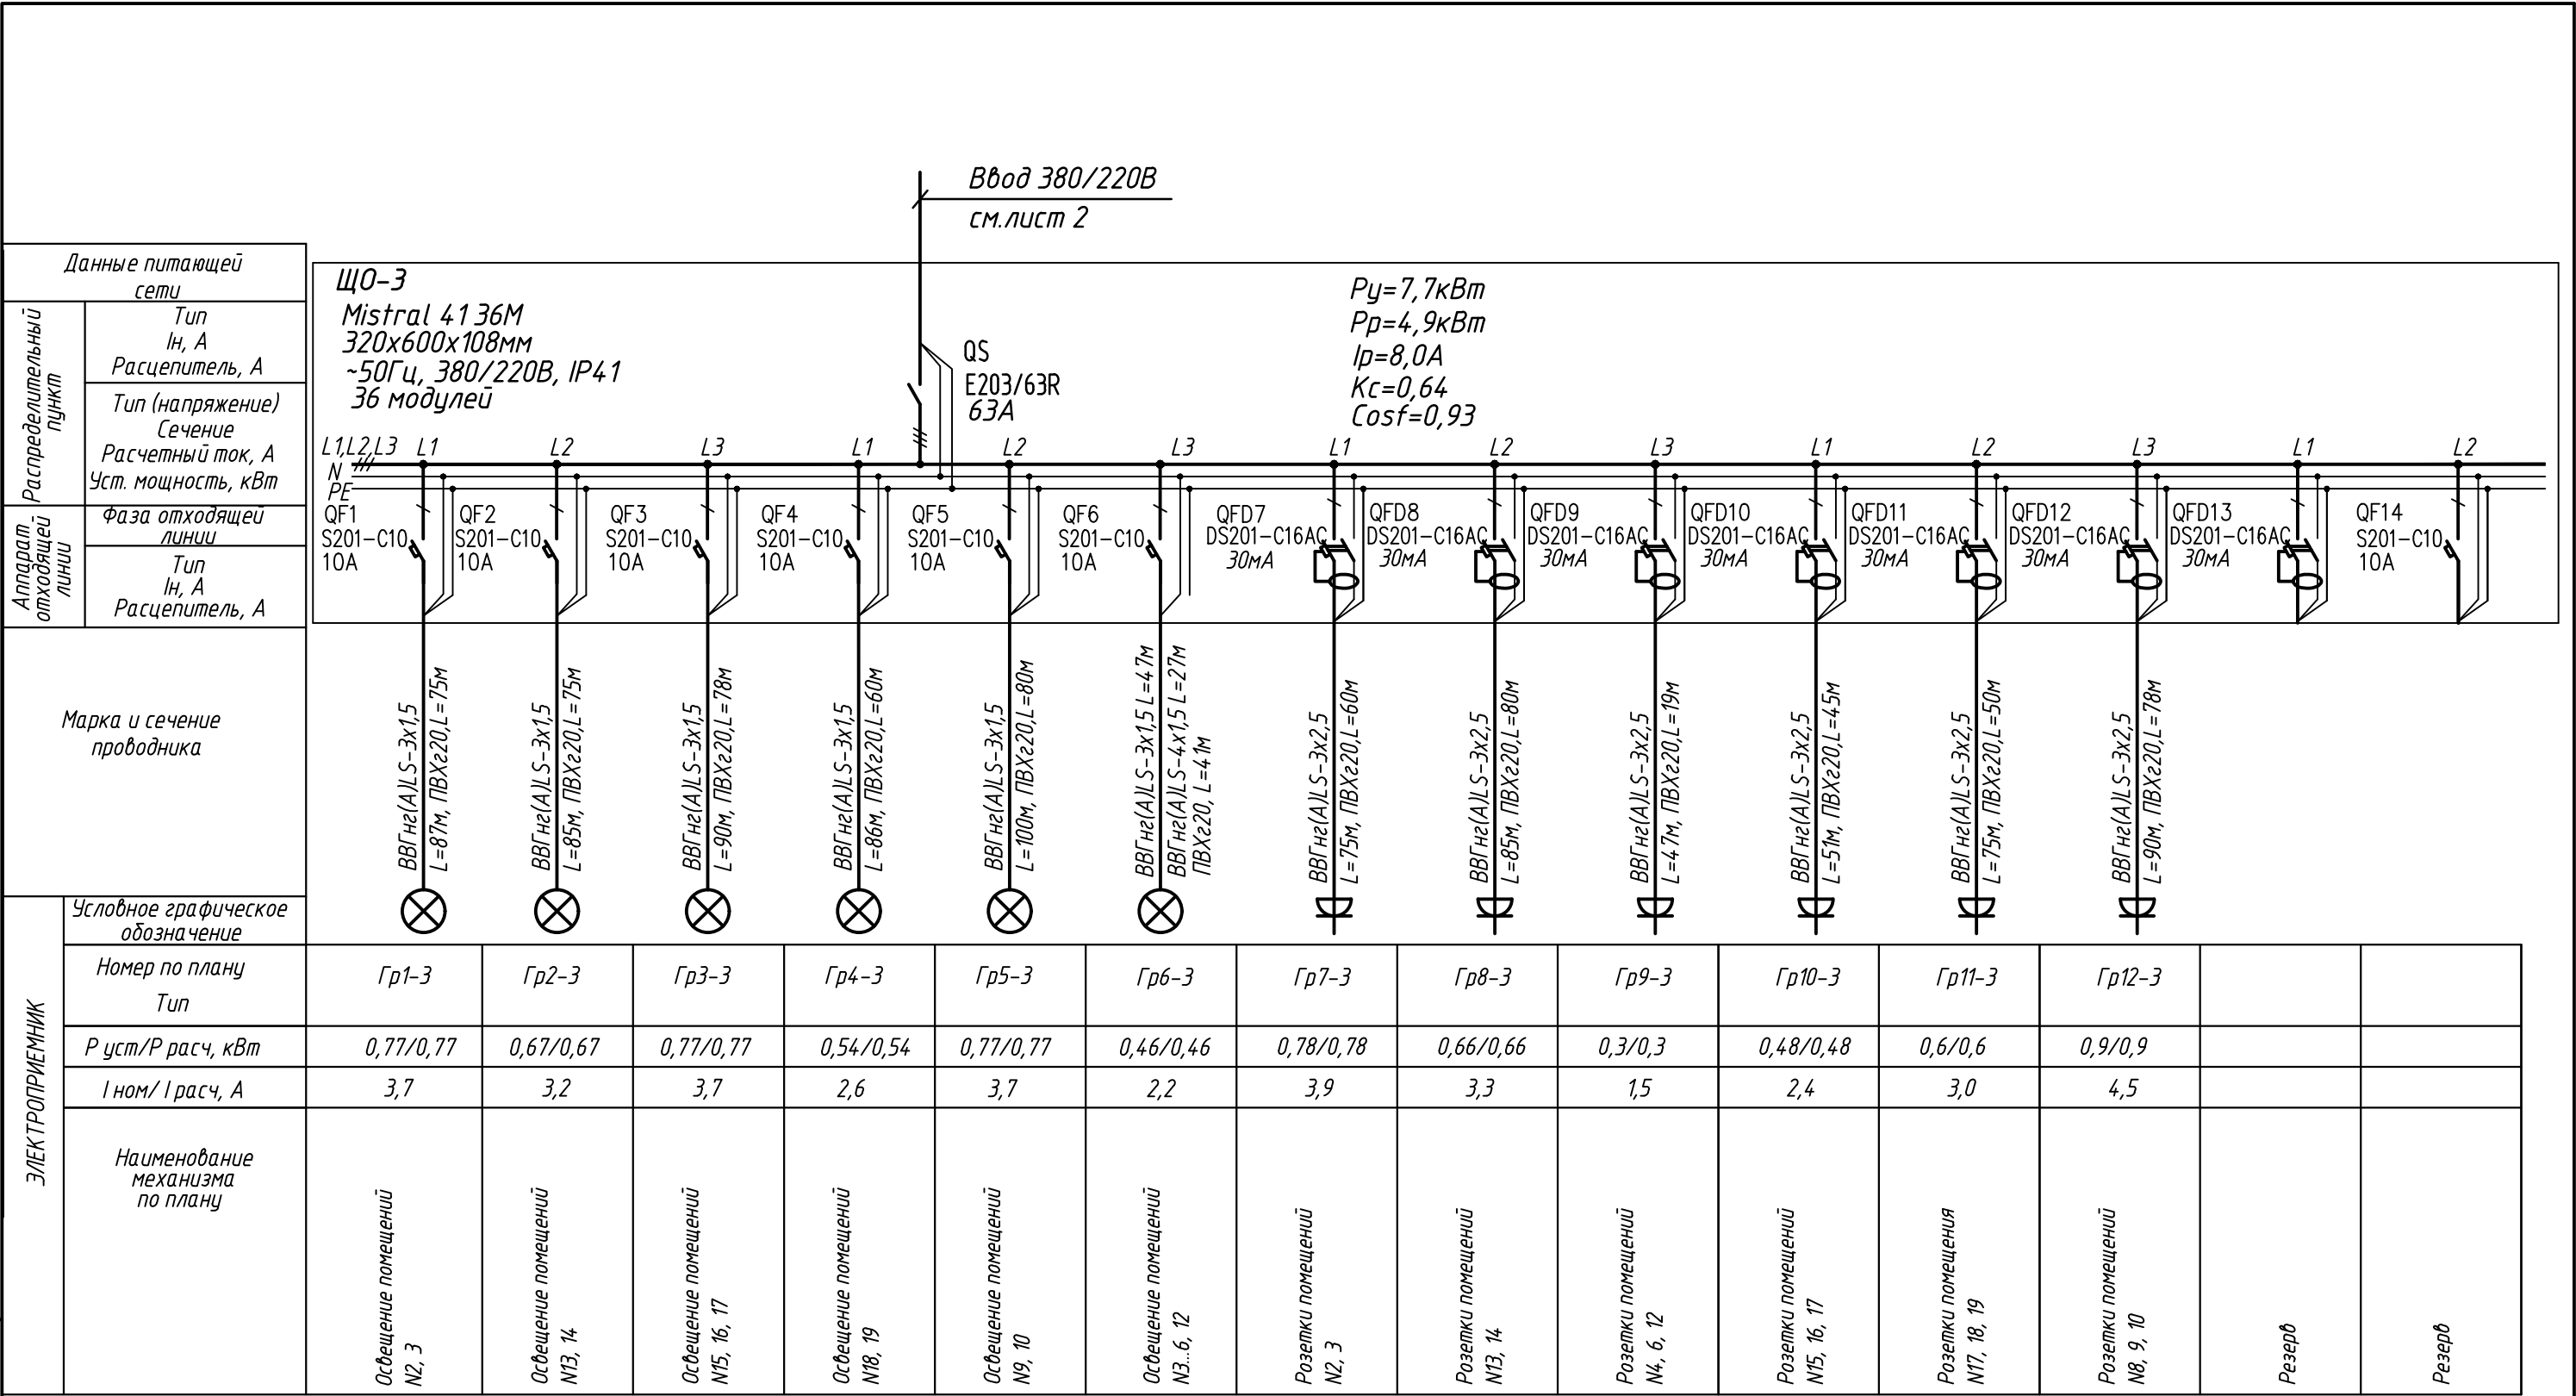 Ввод 380/220В
см.лист 2
Данные питающей
сети
Распределительный
пункт
Тип
Iн, А
Расцепитель, А
Тип (напряжение)
Сечение
Расчетный ток, А
Уст. мощность, кВт
Аппарат
отходящей
линии
Фаза отходящей
линии
Тип
Iн, А
Расцепитель, А
Марка и сечение
проводника
ЩО-3
Mistral 41 36М
320х600х108мм
~50Гц, 380/220В, IP41
36 модулей
QS
E203/63R
63А
Ру=7,7кВт
Рр=4,9кВт
Iр=8,0А
Кс=0,64
Cosf=0,93
L1,L2,L3
N
PE
L1 L2 L3 L1 L2 L3 L1 L2 L3 L1 L2 L3 L1 L2
QF1
S201-C10
10А
QF2
S201-C10
10А
QF3
S201-C10
10А
QF4
S201-C10
10А
QF5
S201-C10
10А
QF6
S201-C10
10А
QFD7
DS201-C16AC
30мА
QFD8
DS201-C16AC
30мА
QFD9
DS201-C16AC
30мА
QFD10
DS201-C16AC
30мА
QFD11
DS201-C16AC
30мА
QFD12
DS201-C16AC
30мА
QFD13
DS201-C16AC
30мА
QF14
S201-C10
10А
ВВГнг(А)LS-3х1,5
L=87м, ПВХг20,L=75м
ВВГнг(А)LS-3х1,5
L=85м, ПВХг20,L=75м
ВВГнг(А)LS-3х1,5
L=90м, ПВХг20,L=78м
ВВГнг(А)LS-3х1,5
L=86м, ПВХг20,L=60м
ВВГнг(А)LS-3х1,5
L=100м, ПВХг20,L=80м
ВВГнг(А)LS-3х1,5 L=47м
ВВГнг(А)LS-4х1,5 L=27м
ПВХг20, L=41м
ВВГнг(А)LS-3х2,5
L=75м, ПВХг20,L=60м
ВВГнг(А)LS-3х2,5
L=85м, ПВХг20,L=80м
ВВГнг(А)LS-3х2,5
L=47м, ПВХг20,L=19м
ВВГнг(А)LS-3х2,5
L=51м, ПВХг20,L=45м
ВВГнг(А)LS-3х2,5
L=75м, ПВХг20,L=50м
ВВГнг(А)LS-3х2,5
L=90м, ПВХг20,L=78м
ЭЛЕКТРОПРИЕМНИК
Условное графическое
обозначение
Номер по плану
Тип
Гр1-3 Гр2-3 Гр3-3 Гр4-3 Гр5-3 Гр6-3 Гр7-3 Гр8-3 Гр9-3 Гр10-3 Гр11-3 Гр12-3
Р уст/Р расч, кВт 0,77/0,77 0,67/0,67 0,77/0,77 0,54/0,54 0,77/0,77 0,46/0,46 0,78/0,78 0,66/0,66 0,3/0,3 0,48/0,48 0,6/0,6 0,9/0,9
I ном/ I расч, А 3,7 3,2 3,7 2,6 3,7 2,2 3,9 3,3 1,5 2,4 3,0 4,5
Наименование
механизма
по плану
Освещение помещений
N2, 3
Освещение помещений
N13, 14
Освещение помещений
N15, 16, 17
Освещение помещений
N18, 19
Освещение помещений
N9, 10
Освещение помещений
N3...6, 12
Розетки помещений
N2, 3
Розетки помещений
N13, 14
Розетки помещений
N4, 6, 12
Розетки помещений
N15, 16, 17
Розетки помещения
N17, 18, 19
Розетки помещений
N8, 9, 10
Резерв
Резерв